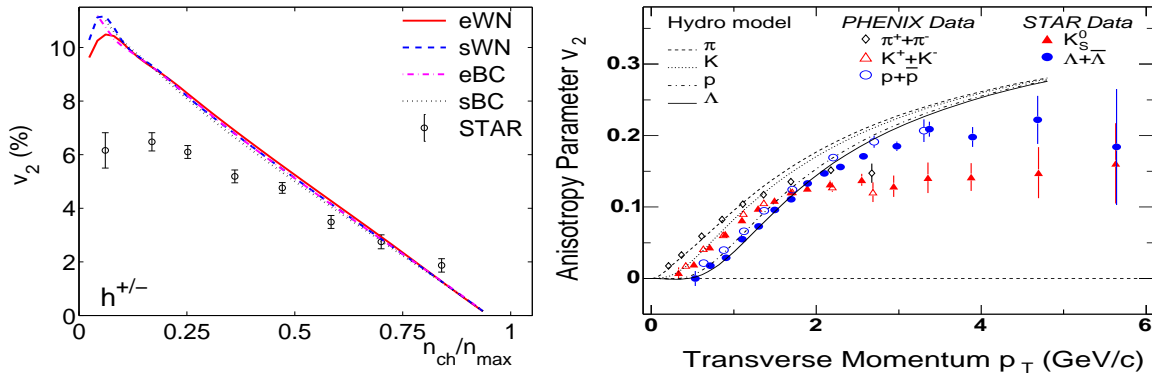 eWN
sWN
eBC
sBC
STAR
v2 (%)
10
8
6
4
2
0
h+/-
0
0.25
0.5
0.75
1
nch/nmax
Hydro model
π
K
p
Λ
PHENIX Data
π++π-
K++K-
p+p̅
STAR Data
K0S
Λ+Λ̅
Anisotropy Parameter v2
0.3
0.2
0.1
0
0
2
4
6
Transverse Momentum pT (GeV/c)